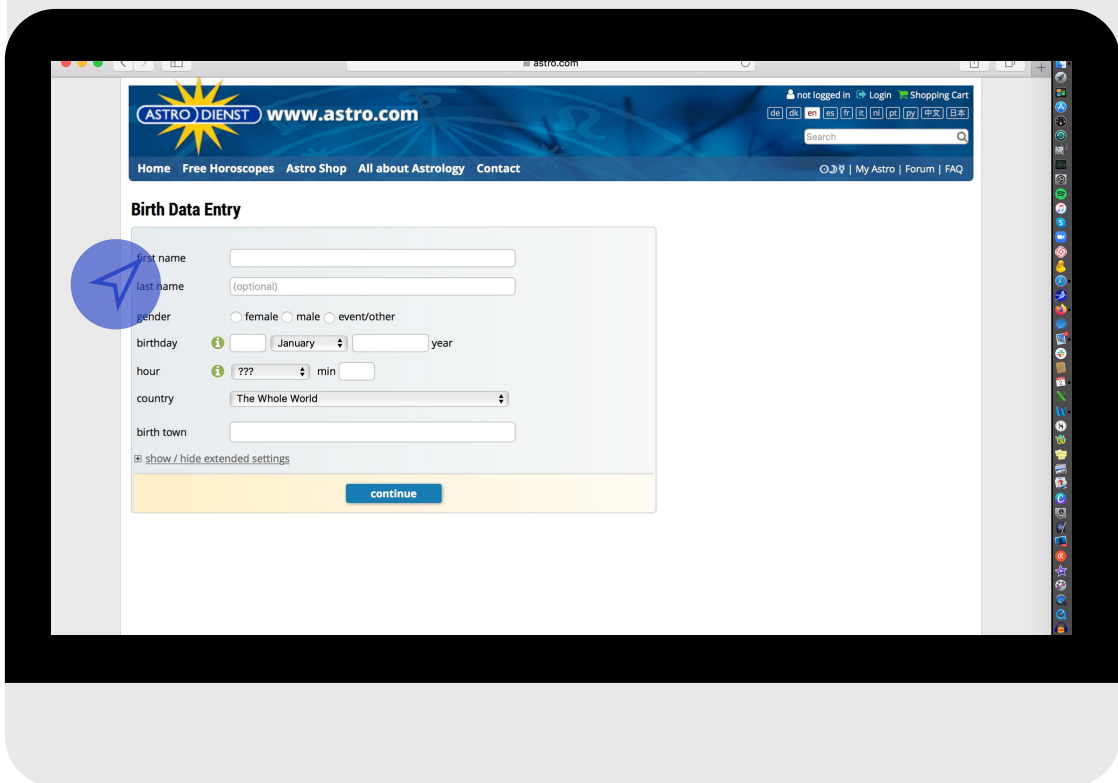 astro.com
not logged in Login Shopping Cart
ASTRO DIENST www.astro.com
de dk en es fr it nl pt py 中文 日本
Search
Home Free Horoscopes Astro Shop All about Astrology Contact
☉☽☿ | My Astro | Forum | FAQ
Birth Data Entry
first name
last name (optional)
gender female male event/other
birthday January year
hour ??? min
country The Whole World
birth town
show / hide extended settings
continue